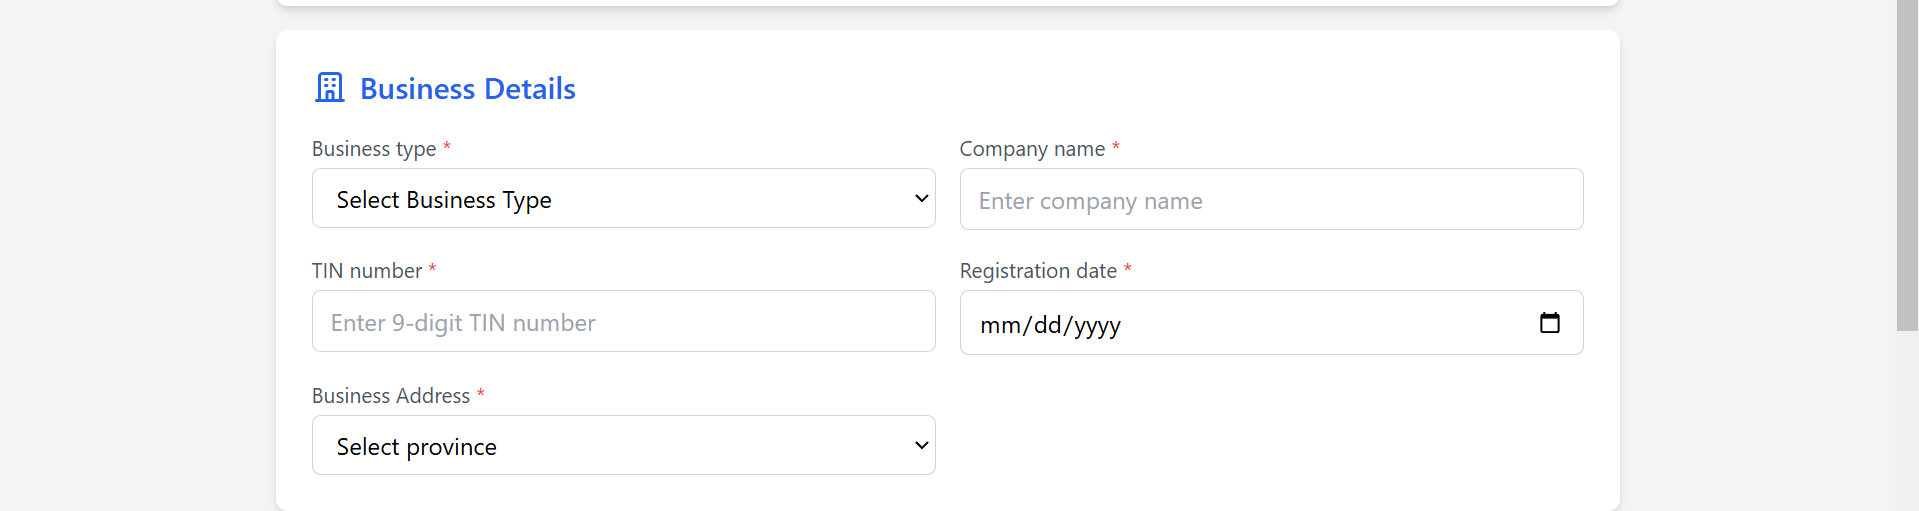 Business Details
Business type *
Company name *
Select Business Type
Enter company name
TIN number *
Registration date *
Enter 9-digit TIN number
mm/dd/yyyy
Business Address *
Select province